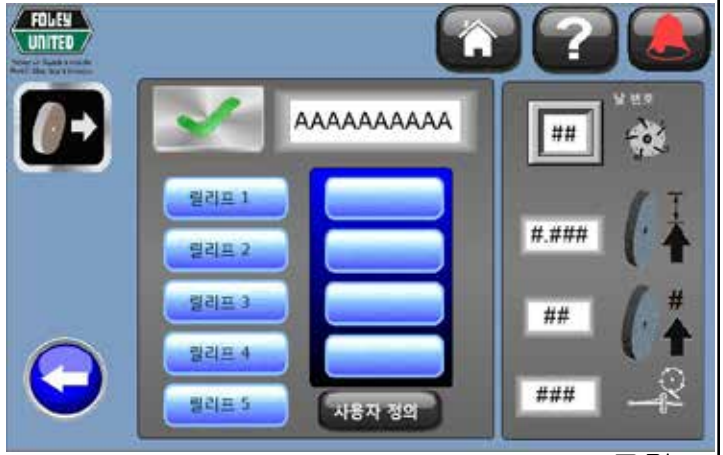 FOLEY
UNITED
?
AAAAAAAAAA
날 번호
##
릴리프 1
릴리프 2
#.###
릴리프 3
#
##
릴리프 4
릴리프 5
사용자 정의
###